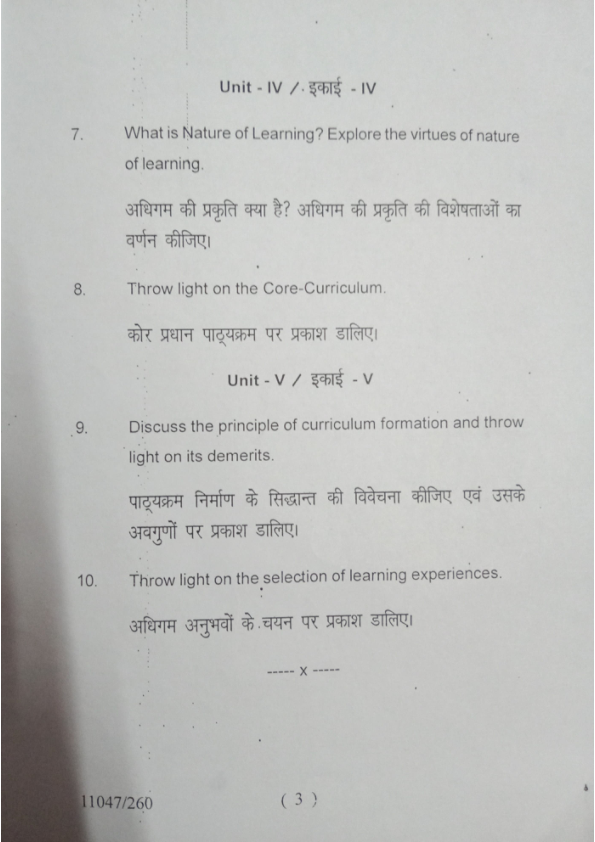 Unit - IV / इकाई - IV
7. What is Nature of Learning? Explore the virtues of nature
of learning.
अधिगम की प्रकृति क्या है? अधिगम की प्रकृति की विशेषताओं का
वर्णन कीजिए।
8. Throw light on the Core-Curriculum.
कोर प्रधान पाठ्यक्रम पर प्रकाश डालिए।
Unit - V / इकाई - V
9. Discuss the principle of curriculum formation and throw
light on its demerits.
पाठ्यक्रम निर्माण के सिद्धान्त की विवेचना कीजिए एवं उसके
अवगुणों पर प्रकाश डालिए।
10. Throw light on the selection of learning experiences.
अधिगम अनुभवों के चयन पर प्रकाश डालिए।
----- x -----
11047/260 ( 3 )